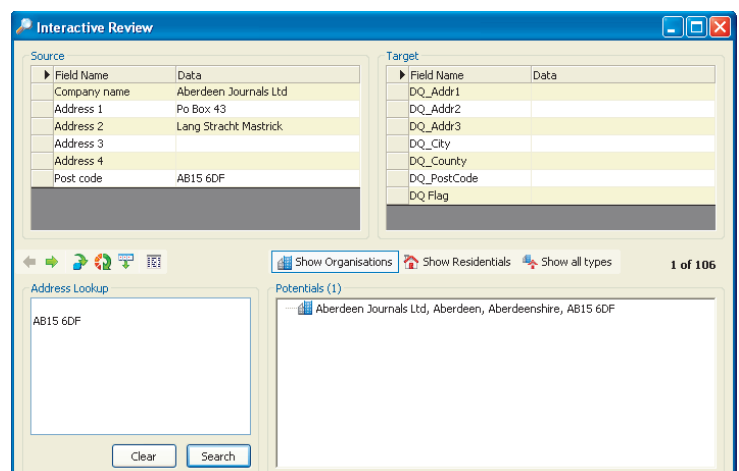 Interactive Review
Source
Field Name Data
Company name Aberdeen Journals Ltd
Address 1 Po Box 43
Address 2 Lang Stracht Mastrick
Address 3
Address 4
Post code AB15 6DF
Target
Field Name Data
DQ_Addr1
DQ_Addr2
DQ_Addr3
DQ_City
DQ_County
DQ_PostCode
DQ Flag
Show Organisations Show Residentials Show all types 1 of 106
Address Lookup
AB15 6DF
Clear Search
Potentials (1)
Aberdeen Journals Ltd, Aberdeen, Aberdeenshire, AB15 6DF